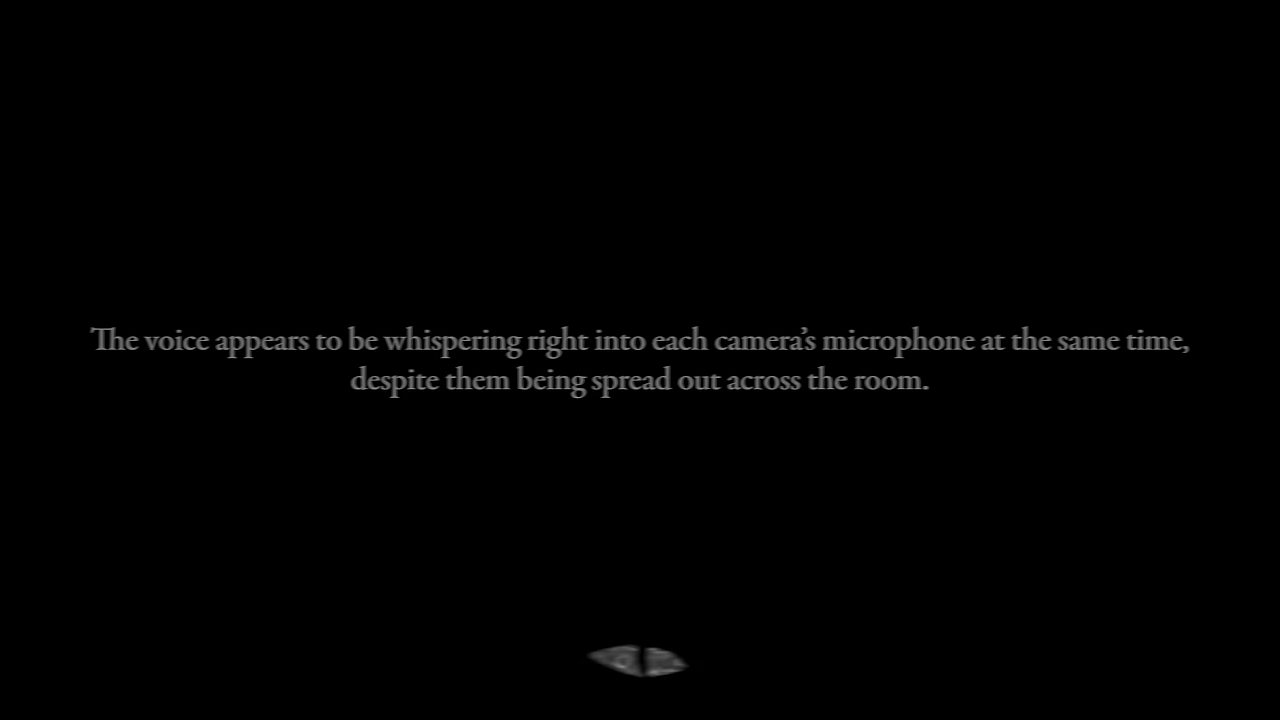 The voice appears to be whispering right into each camera’s microphone at the same time,
despite them being spread out across the room.